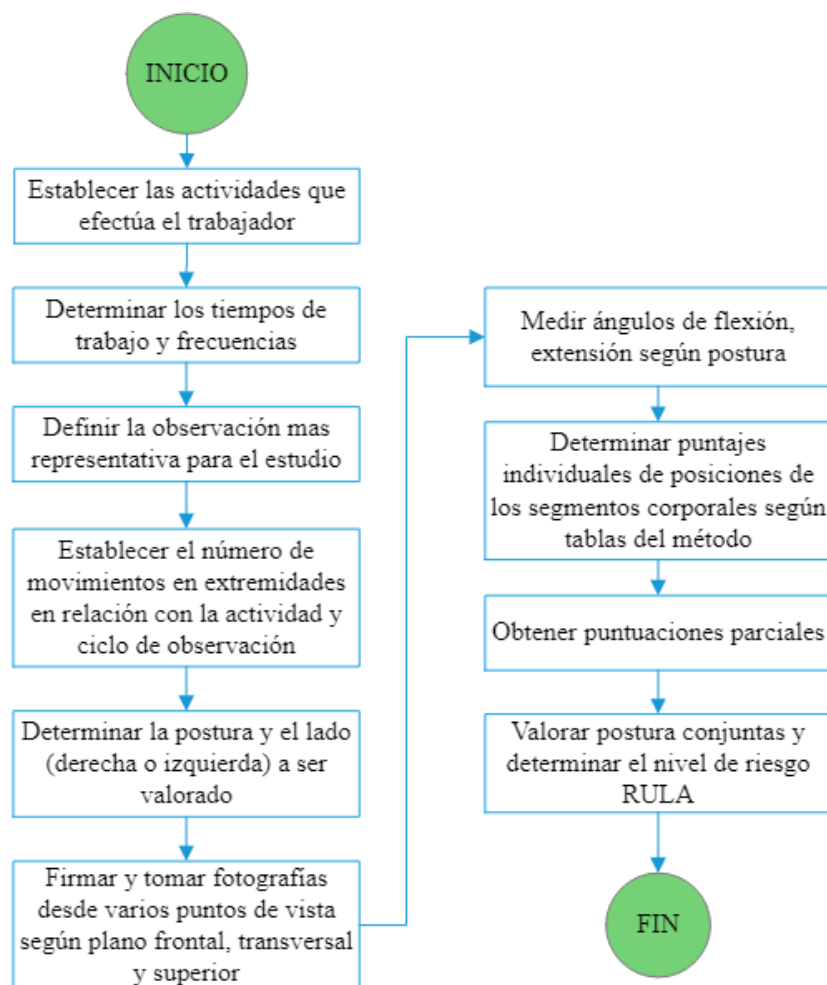 INICIO
Establecer las actividades que
efectúa el trabajador
Determinar los tiempos de
trabajo y frecuencias
Definir la observación mas
representativa para el estudio
Establecer el número de
movimientos en extremidades
en relación con la actividad y
ciclo de observación
Determinar la postura y el lado
(derecha o izquierda) a ser
valorado
Firmar y tomar fotografías
desde varios puntos de vista
según plano frontal, transversal
y superior
Medir ángulos de flexión,
extensión según postura
Determinar puntajes
individuales de posiciones de
los segmentos corporales según
tablas del método
Obtener puntuaciones parciales
Valorar postura conjuntas y
determinar el nivel de riesgo
RULA
FIN